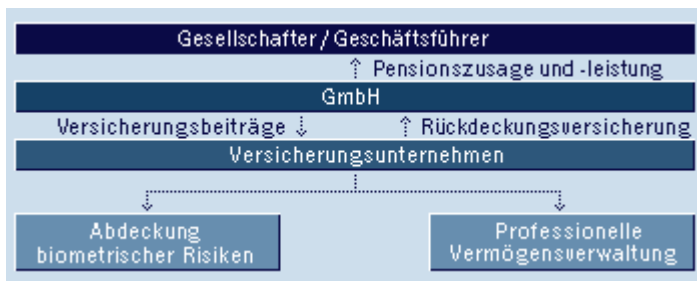 Gesellschafter / Geschäftsführer
↑ Pensionszusage und -leistung
GmbH
Versicherungsbeiträge ↓ ↑ Rückdeckungsversicherung
Versicherungsunternehmen
Abdeckung
biometrischer Risiken
Professionelle
Vermögensverwaltung